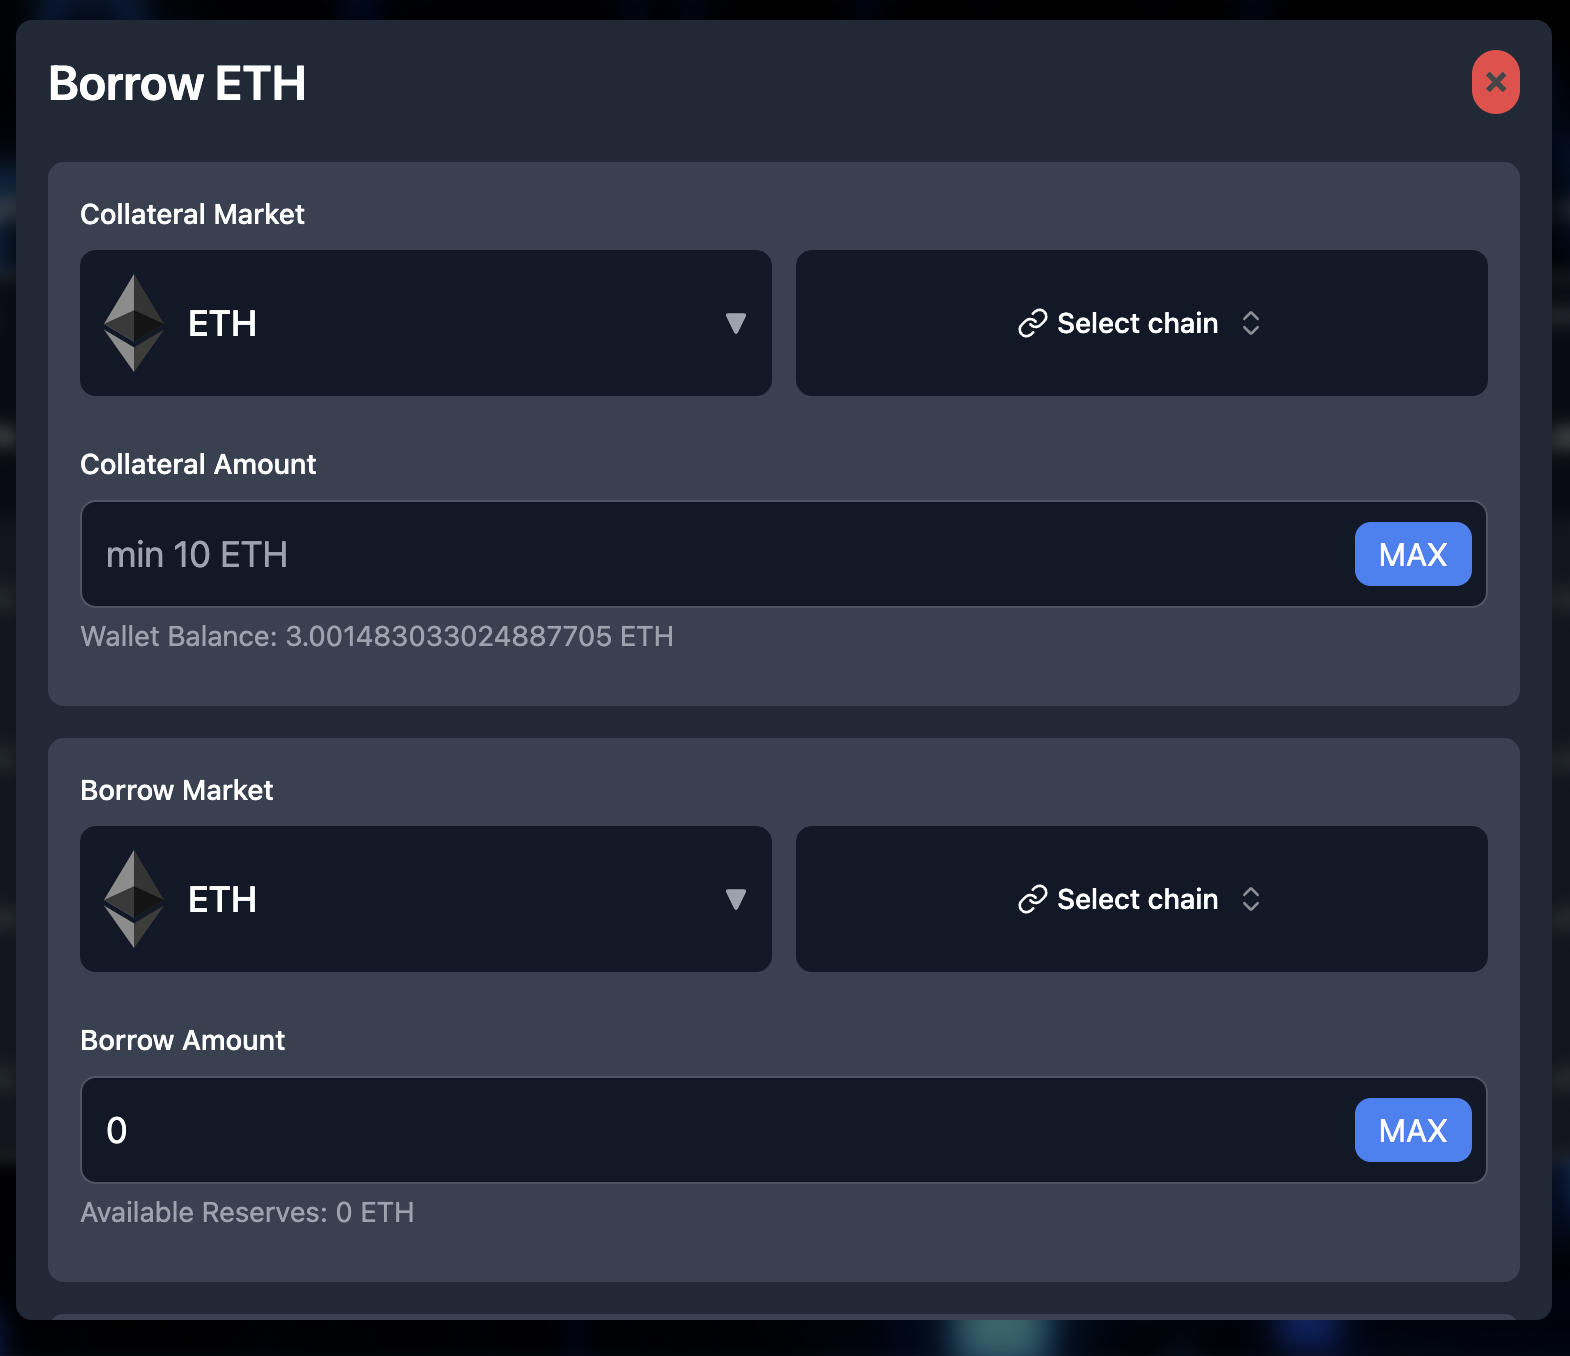 Borrow ETH
Collateral Market
ETH
Select chain
Collateral Amount
min 10 ETH
MAX
Wallet Balance: 3.001483033024887705 ETH
Borrow Market
ETH
Select chain
Borrow Amount
0
MAX
Available Reserves: 0 ETH